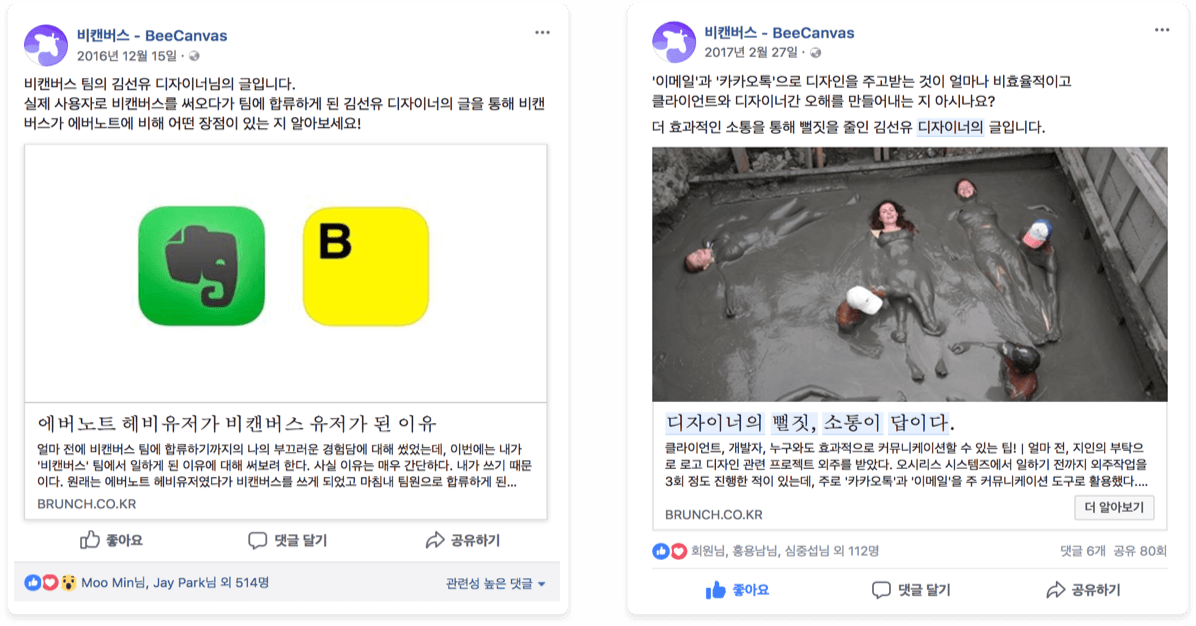 비캔버스 - BeeCanvas
2016년 12월 15일 ·
비캔버스 팀의 김선유 디자이너님의 글입니다.
실제 사용자로 비캔버스를 써오다가 팀에 합류하게 된 김선유 디자이너의 글을 통해 비캔
버스가 에버노트에 비해 어떤 장점이 있는 지 알아보세요!
B
에버노트 헤비유저가 비캔버스 유저가 된 이유
얼마 전에 비캔버스 팀에 합류하기까지의 나의 부끄러운 경험담에 대해 썼었는데, 이번에는 내가
'비캔버스' 팀에서 일하게 된 이유에 대해 써보려 한다. 사실 이유는 매우 간단하다. 내가 쓰기 때문
이다. 원래는 에버노트 헤비유저였다가 비캔버스를 쓰게 되었고 마침내 팀원으로 합류하게 된...
BRUNCH.CO.KR
좋아요 댓글 달기 공유하기
Moo Min님, Jay Park님 외 514명 관련성 높은 댓글
비캔버스 - BeeCanvas
2017년 2월 27일 ·
'이메일'과 '카카오톡'으로 디자인을 주고받는 것이 얼마나 비효율적이고
클라이언트와 디자이너간 오해를 만들어내는 지 아시나요?
더 효과적인 소통을 통해 뻘짓을 줄인 김선유 디자이너의 글입니다.
디자이너의 뻘짓, 소통이 답이다.
클라이언트, 개발자, 누구와도 효과적으로 커뮤니케이션할 수 있는 팁! | 얼마 전, 지인의 부탁으
로 로고 디자인 관련 프로젝트 외주를 받았다. 오시리스 시스템즈에서 일하기 전까지 외주작업을
3회 정도 진행한 적이 있는데, 주로 '카카오톡'과 '이메일'을 주 커뮤니케이션 도구로 활용했다....
BRUNCH.CO.KR 더 알아보기
회원님, 홍용남님, 심중섭님 외 112명 댓글 6개 공유 80회
좋아요 댓글 달기 공유하기